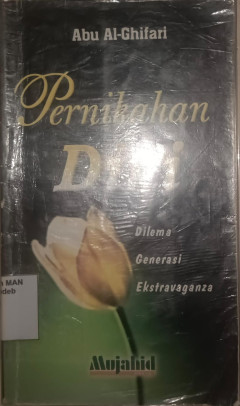 Abu Al-Ghifari
Pernikahan
Dini
Dilema
Generasi
Ekstravaganza
MAN
Mujahid